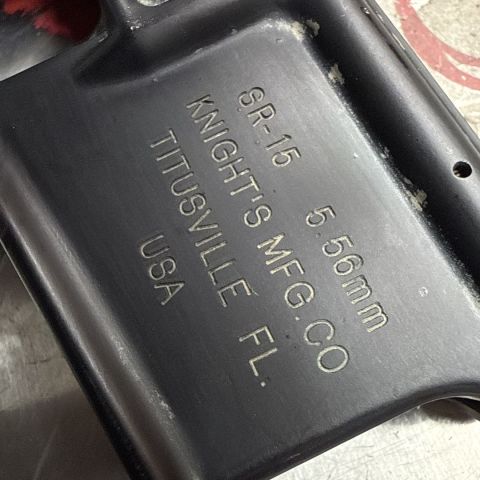 SR-15 5.56mm
KNIGHT'S MFG.CO
TITUSVILLE FL.
USA